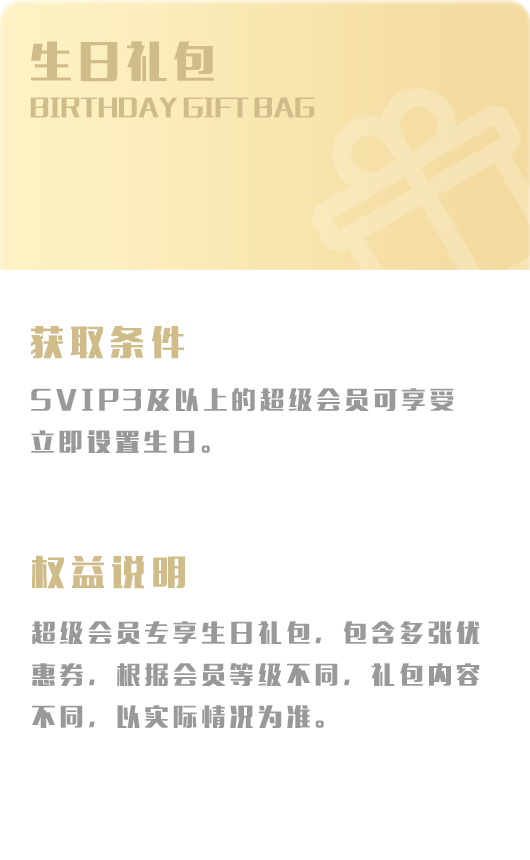 生日礼包
BIRTHDAY GIFT BAG
获取条件
SVIP3及以上的超级会员可享受
立即设置生日。
权益说明
超级会员专享生日礼包，包含多张优
惠券，根据会员等级不同，礼包内容
不同，以实际情况为准。